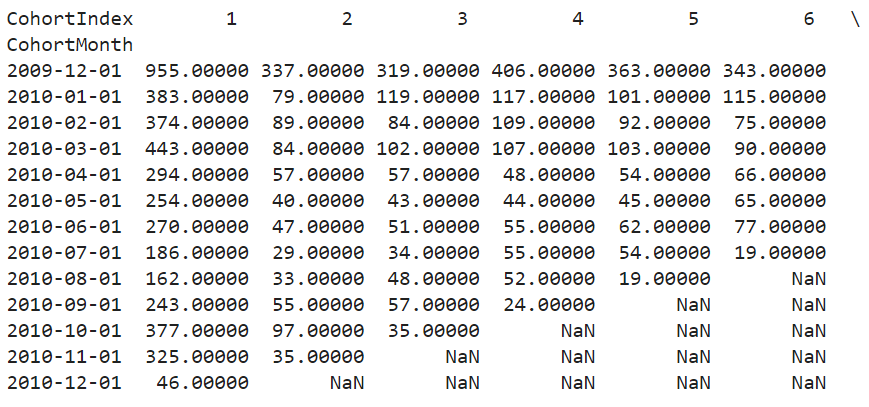 CohortIndex 1 2 3 4 5 6 \
CohortMonth
2009-12-01 955.00000 337.00000 319.00000 406.00000 363.00000 343.00000
2010-01-01 383.00000 79.00000 119.00000 117.00000 101.00000 115.00000
2010-02-01 374.00000 89.00000 84.00000 109.00000 92.00000 75.00000
2010-03-01 443.00000 84.00000 102.00000 107.00000 103.00000 90.00000
2010-04-01 294.00000 57.00000 57.00000 48.00000 54.00000 66.00000
2010-05-01 254.00000 40.00000 43.00000 44.00000 45.00000 65.00000
2010-06-01 270.00000 47.00000 51.00000 55.00000 62.00000 77.00000
2010-07-01 186.00000 29.00000 34.00000 55.00000 54.00000 19.00000
2010-08-01 162.00000 33.00000 48.00000 52.00000 19.00000 NaN
2010-09-01 243.00000 55.00000 57.00000 24.00000 NaN NaN
2010-10-01 377.00000 97.00000 35.00000 NaN NaN NaN
2010-11-01 325.00000 35.00000 NaN NaN NaN NaN
2010-12-01 46.00000 NaN NaN NaN NaN NaN